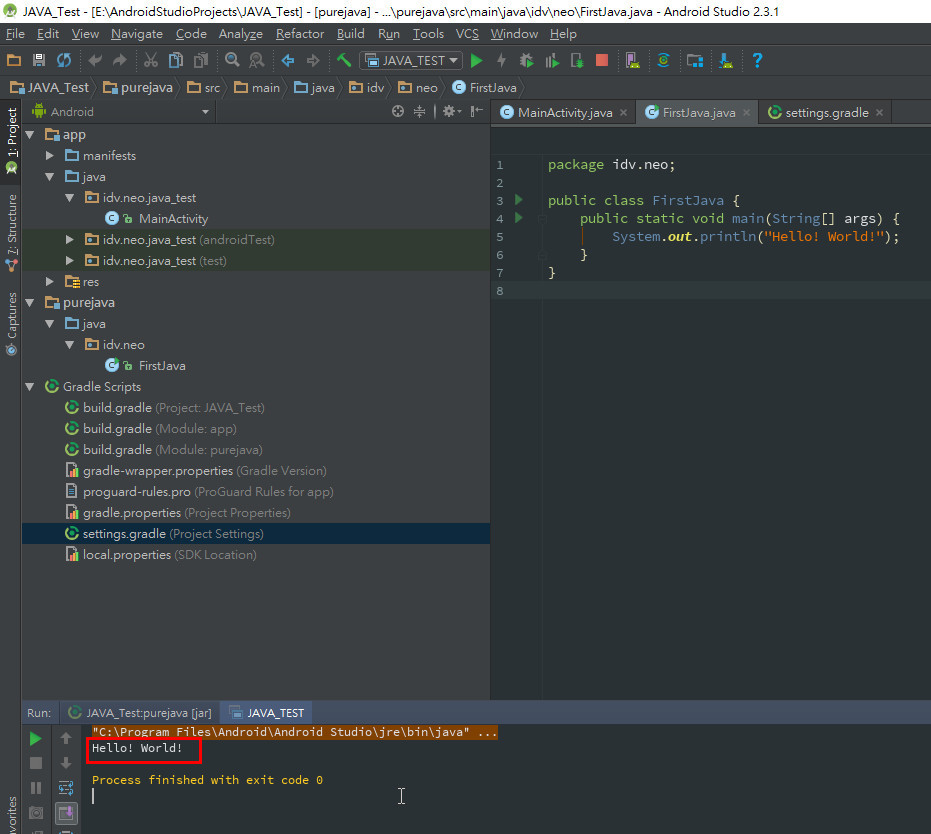 JAVA_Test - [E:\AndroidStudioProjects\JAVA_Test] - [purejava] - ...\purejava\src\main\java\idv\neo\FirstJava.java - Android Studio 2.3.1
File Edit View Navigate Code Analyze Refactor Build Run Tools VCS Window Help
JAVA_TEST
JAVA_Test purejava src main java idv neo FirstJava
1: Project
7: Structure
Captures
Android
app
manifests
java
idv.neo.java_test
MainActivity
idv.neo.java_test (androidTest)
idv.neo.java_test (test)
res
purejava
java
idv.neo
FirstJava
Gradle Scripts
build.gradle (Project: JAVA_Test)
build.gradle (Module: app)
build.gradle (Module: purejava)
gradle-wrapper.properties (Gradle Version)
proguard-rules.pro (ProGuard Rules for app)
gradle.properties (Project Properties)
settings.gradle (Project Settings)
local.properties (SDK Location)
MainActivity.java FirstJava.java settings.gradle
1 package idv.neo;
2
3 public class FirstJava {
4 public static void main(String[] args) {
5 System.out.println("Hello! World!");
6 }
7 }
8
Run: JAVA_Test:purejava [jar] JAVA_TEST
"C:\Program Files\Android\Android Studio\jre\bin\java" ...
Hello! World!
Process finished with exit code 0